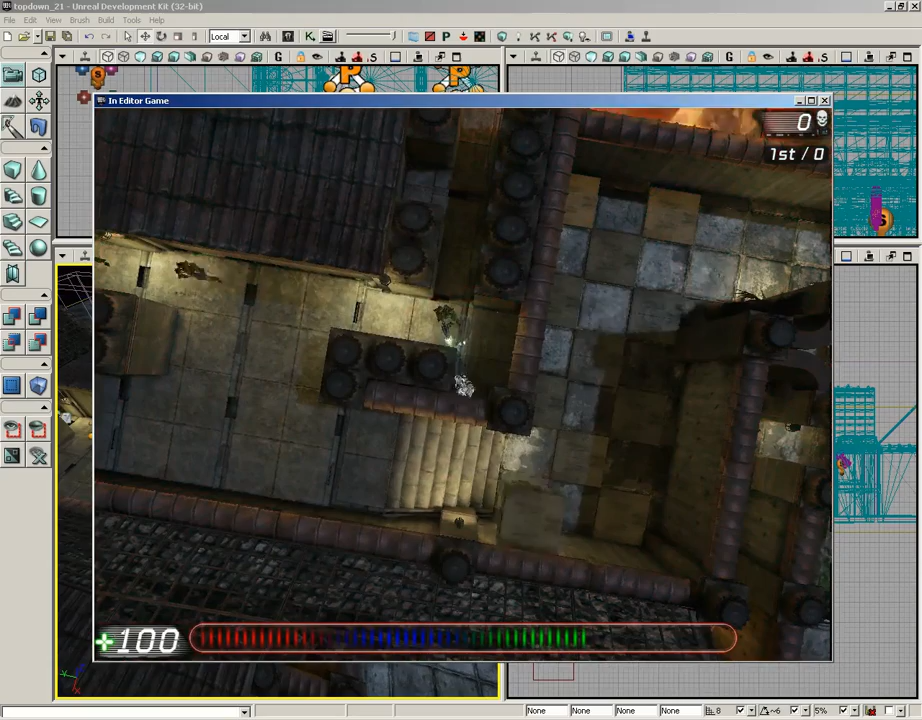 topdown_21 - Unreal Development Kit (32-bit)
File Edit View Brush Build Tools Help
Local
G
S
G
S
In Editor Game
0
1st / 0
+100
None None None None 8 ~6 5%